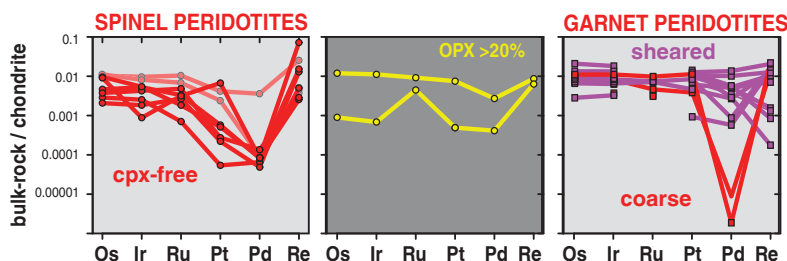 SPINEL PERIDOTITES
GARNET PERIDOTITES
bulk-rock / chondrite
0.1
0.01
0.001
0.0001
0.00001
cpx-free
Os Ir Ru Pt Pd Re
OPX >20%
Os Ir Ru Pt Pd Re
sheared
coarse
Os Ir Ru Pt Pd Re